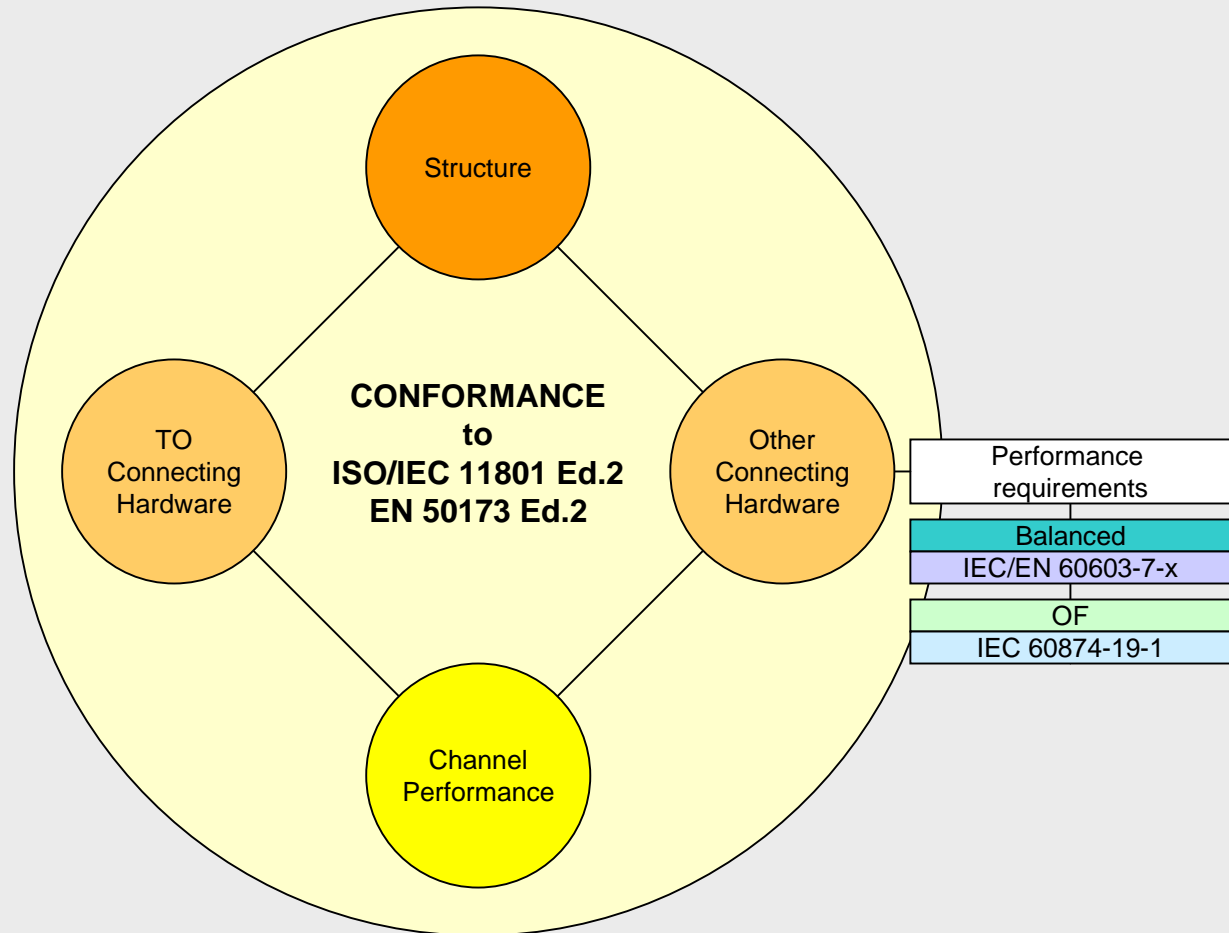 Structure
CONFORMANCE
to
ISO/IEC 11801 Ed.2
EN 50173 Ed.2
TO
Connecting
Hardware
Other
Connecting
Hardware
Performance
requirements
Balanced
IEC/EN 60603-7-x
OF
IEC 60874-19-1
Channel
Performance